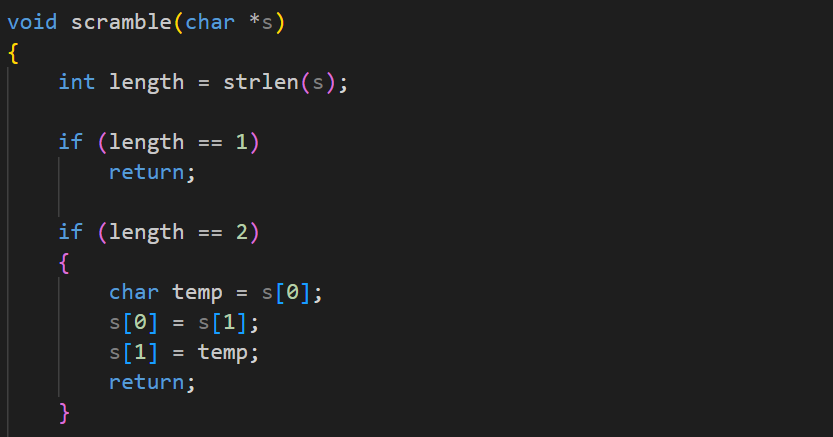 void scramble(char *s)
{
    int length = strlen(s);

    if (length == 1)
        return;

    if (length == 2)
    {
        char temp = s[0];
        s[0] = s[1];
        s[1] = temp;
        return;
    }